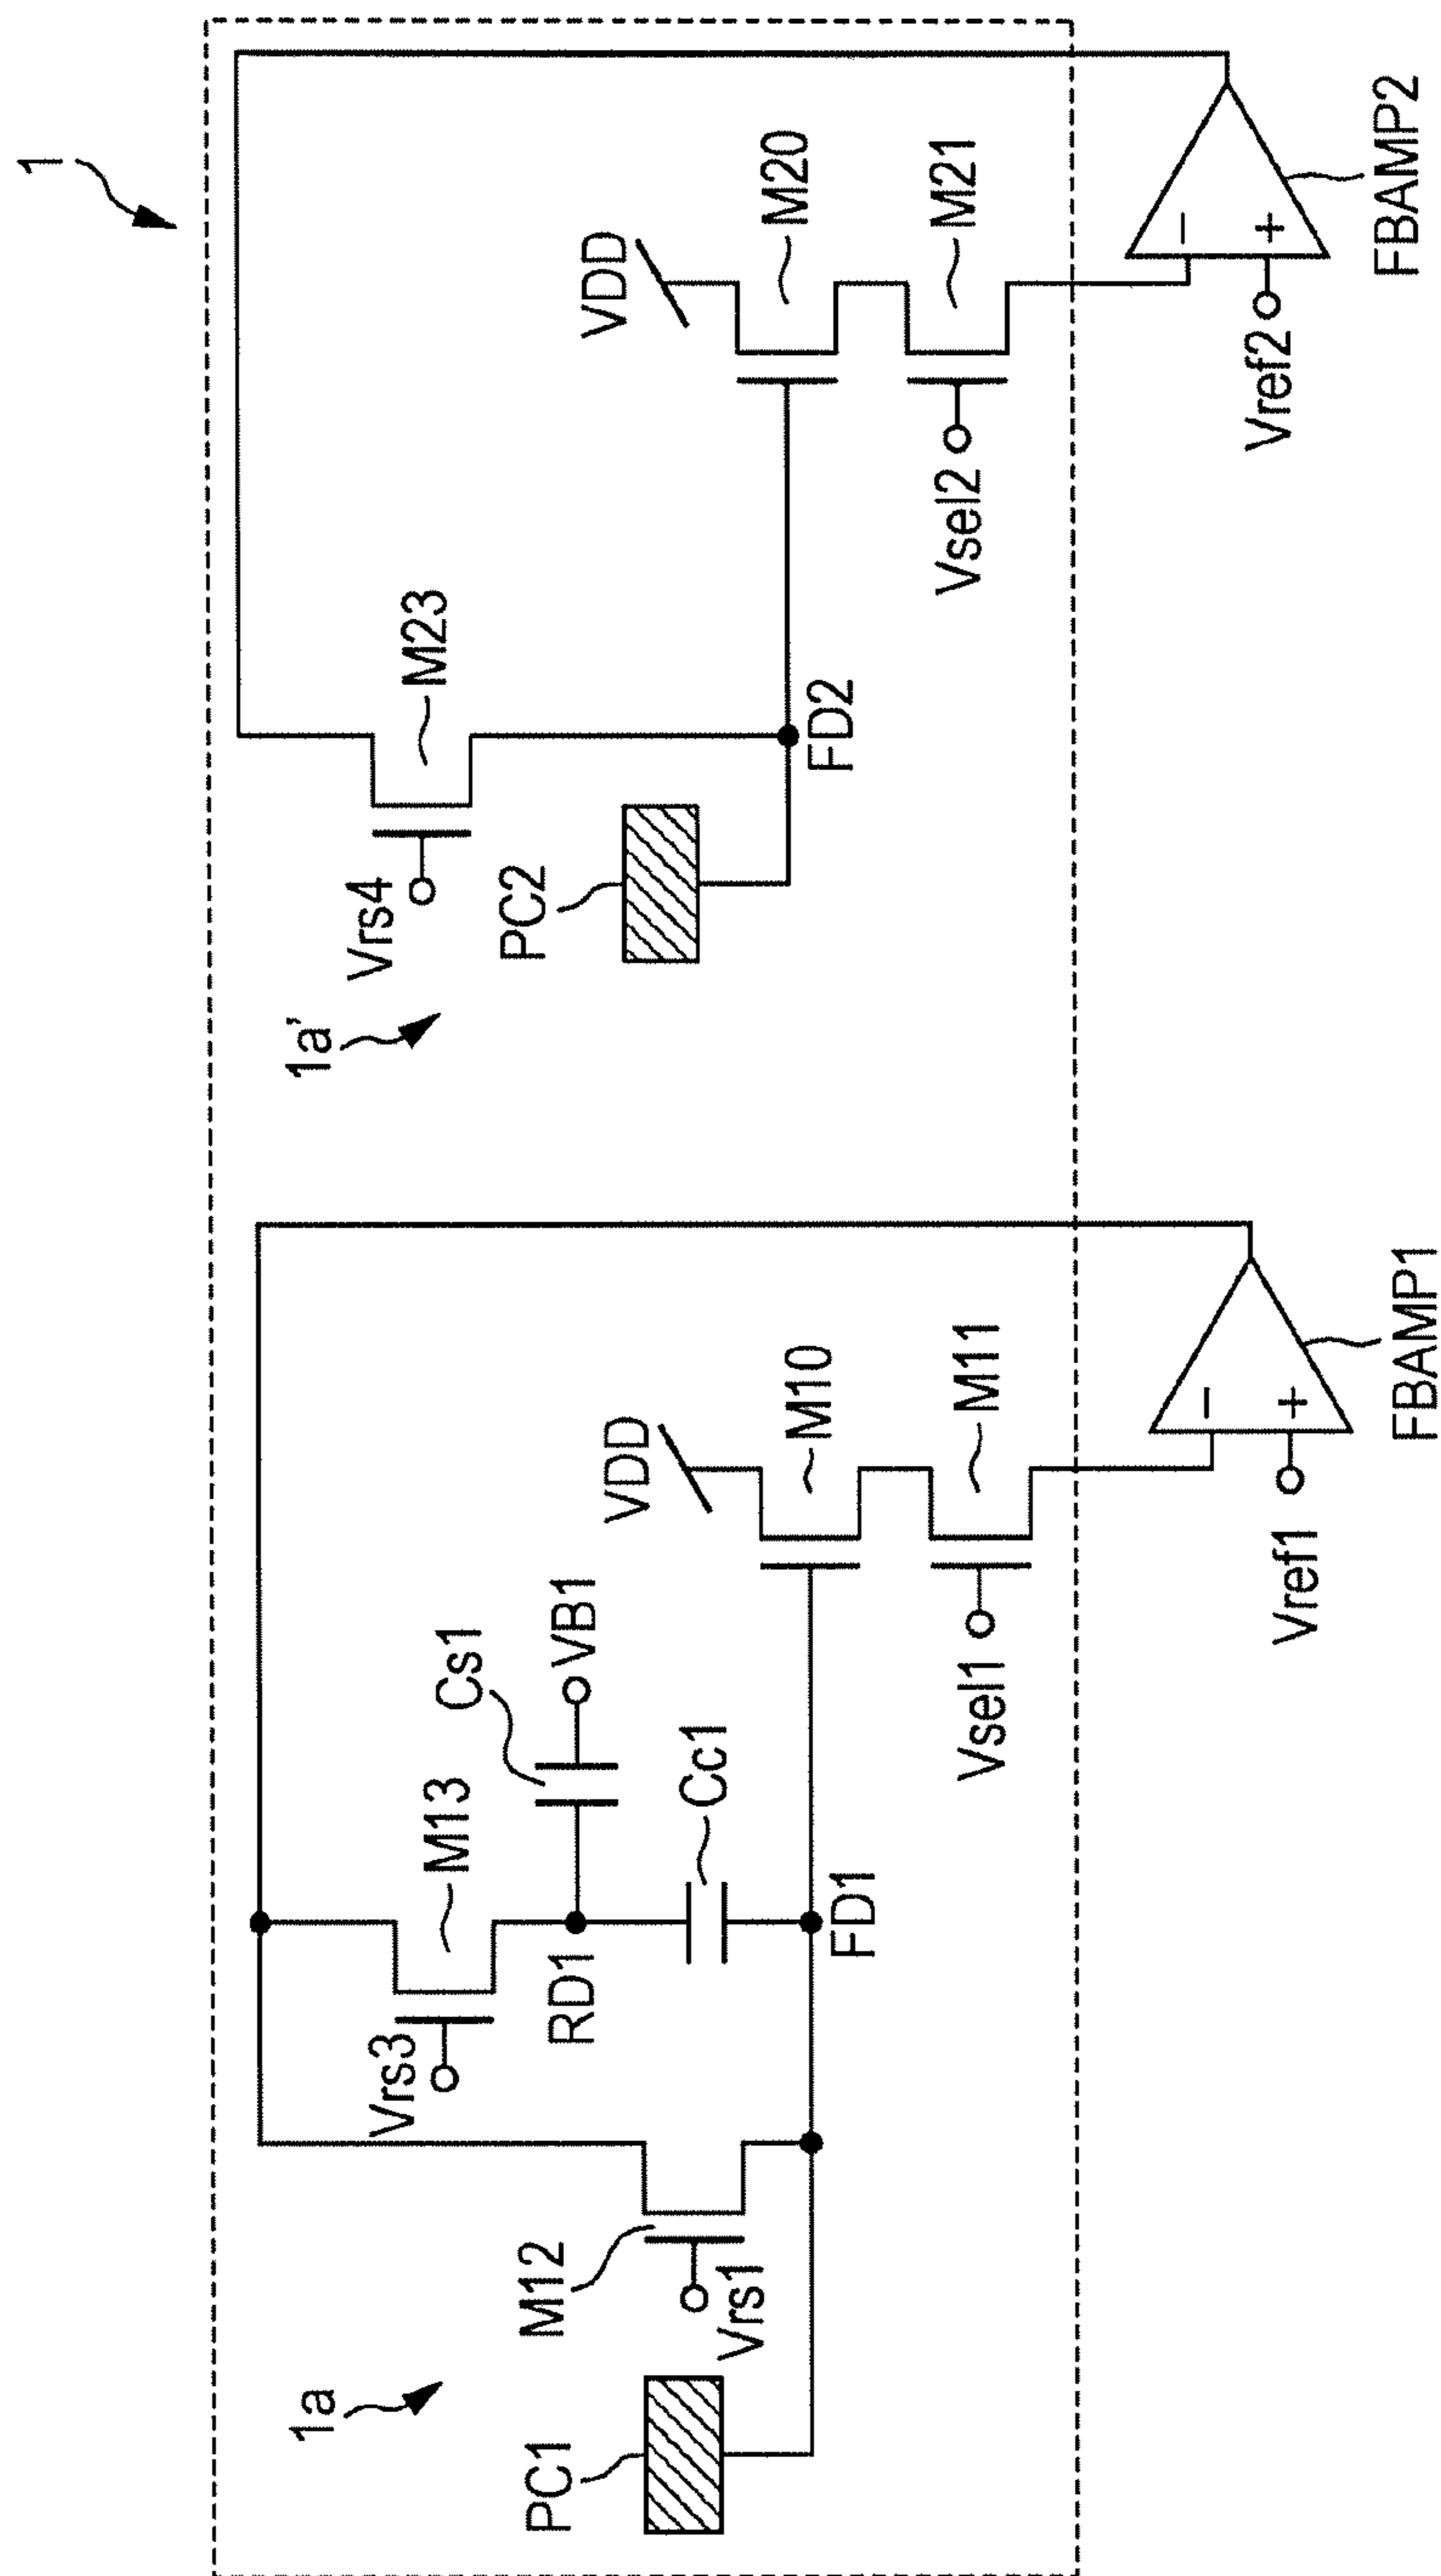 1
1a
PC1
M12
Vrs1
Vrs3
M13
RD1
Cs1
VB1
Cc1
FD1
VDD
M10
M11
Vsel1
Vref1
−
+
FBAMP1
1a'
Vrs4
M23
PC2
FD2
VDD
M20
M21
Vsel2
Vref2
−
+
FBAMP2